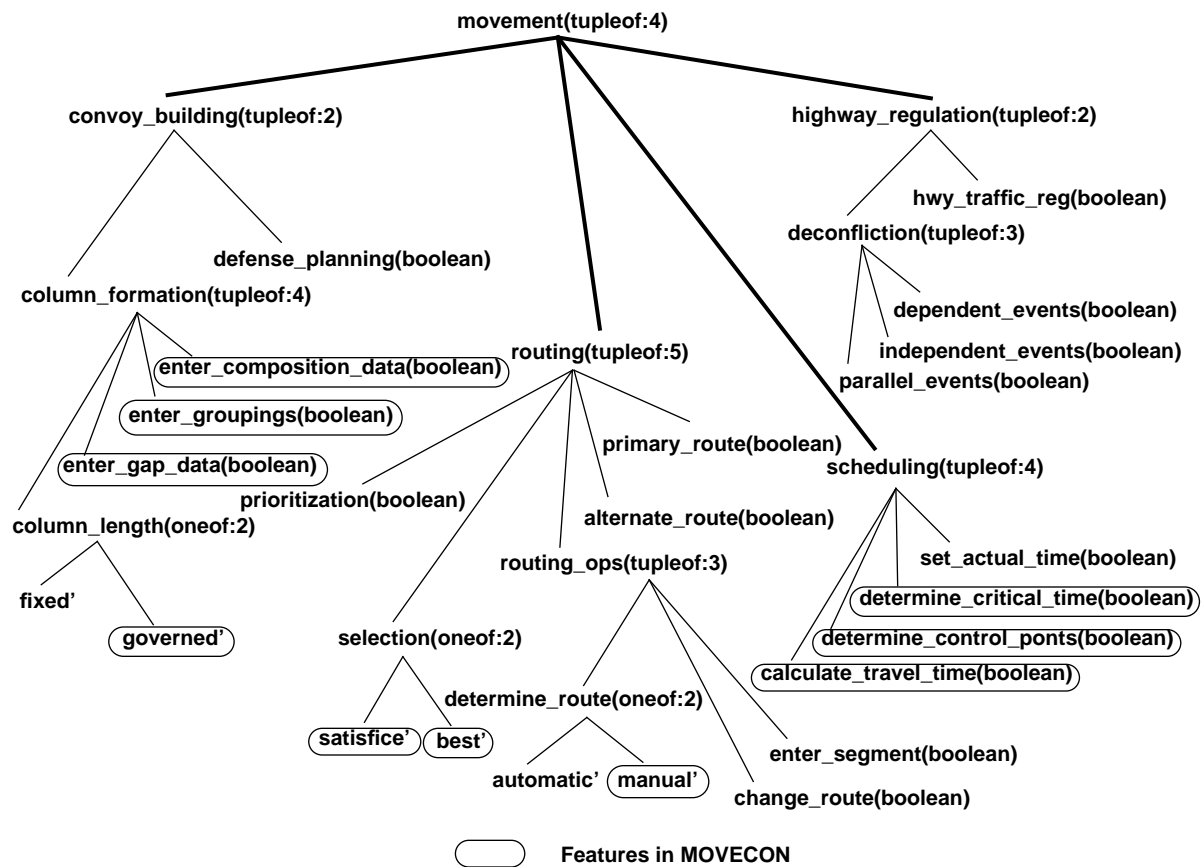 movement(tupleof:4)
convoy_building(tupleof:2)
highway_regulation(tupleof:2)
hwy_traffic_reg(boolean)
deconfliction(tupleof:3)
defense_planning(boolean)
column_formation(tupleof:4)
dependent_events(boolean)
independent_events(boolean)
parallel_events(boolean)
routing(tupleof:5)
enter_composition_data(boolean)
enter_groupings(boolean)
enter_gap_data(boolean)
primary_route(boolean)
scheduling(tupleof:4)
prioritization(boolean)
alternate_route(boolean)
column_length(oneof:2)
routing_ops(tupleof:3)
set_actual_time(boolean)
fixed'
determine_critical_time(boolean)
governed'
selection(oneof:2)
determine_control_ponts(boolean)
calculate_travel_time(boolean)
determine_route(oneof:2)
satisfice'
best'
enter_segment(boolean)
automatic'
manual'
change_route(boolean)
Features in MOVECON